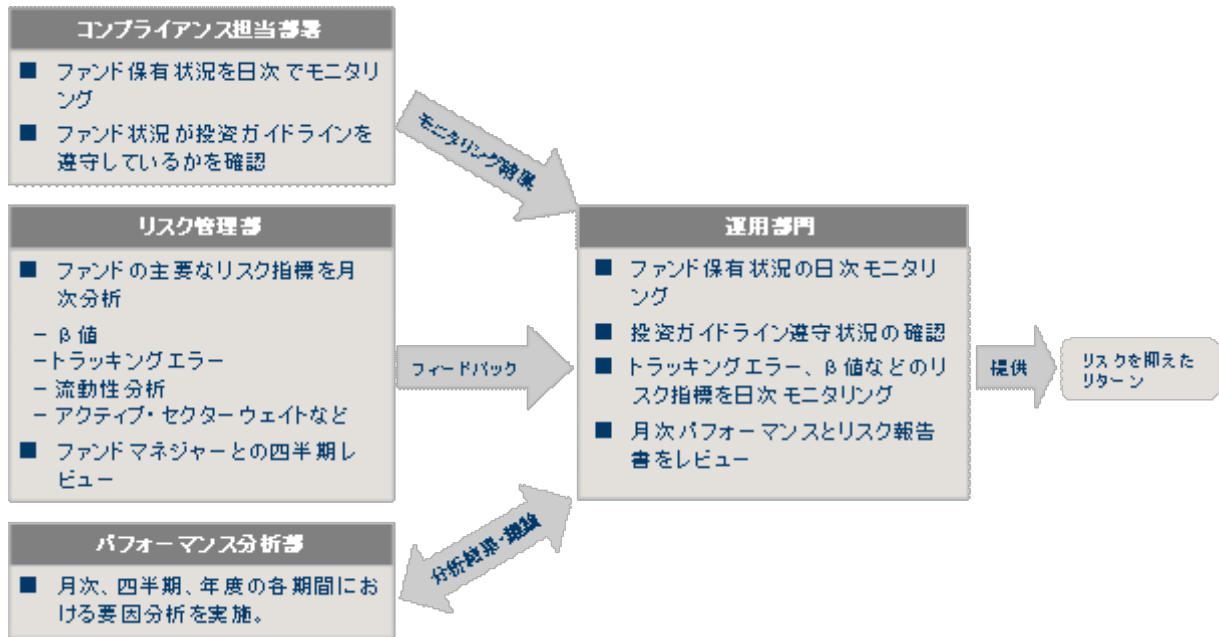 コンプライアンス担当部署
■ ファンド保有状況を日次でモニタリ
ング
■ ファンド状況が投資ガイドラインを
遵守しているかを確認
モニタリング結果
リスク管理部
■ ファンドの主要なリスク指標を月
次分析
− β値
−トラッキングエラー
− 流動性分析
− アクティブ・セクターウェイトなど
■ ファンドマネジャーとの四半期レ
ビュー
フィードバック
パフォーマンス分析部
■ 月次、四半期、年度の各期間にお
ける要因分析を実施。
分析結果・
運用部門
■ ファンド保有状況の日次モニタリ
ング
■ 投資ガイドライン遵守状況の確認
■ トラッキングエラー、β値などのリ
スク指標を日次モニタリング
■ 月次パフォーマンスとリスク報告
書をレビュー
提供
リスクを抑えた
リターン